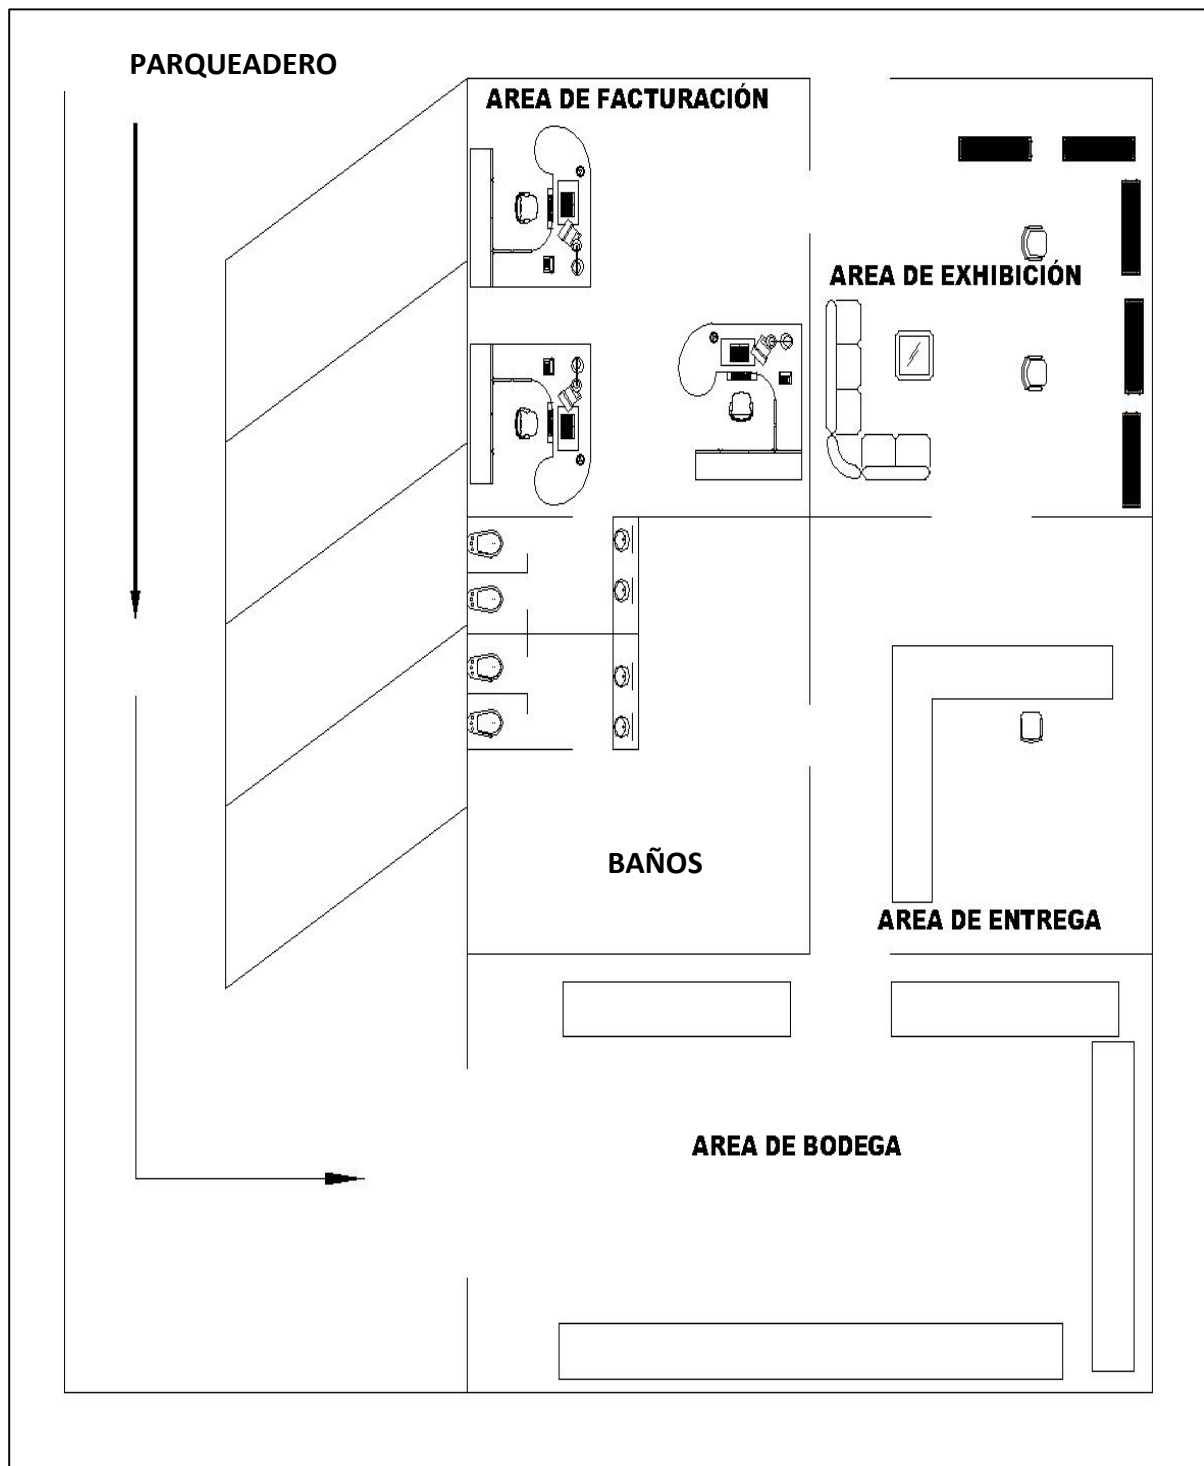 PARQUEADERO
AREA DE FACTURACIÓN
AREA DE EXHIBICIÓN
BAÑOS
AREA DE ENTREGA
AREA DE BODEGA